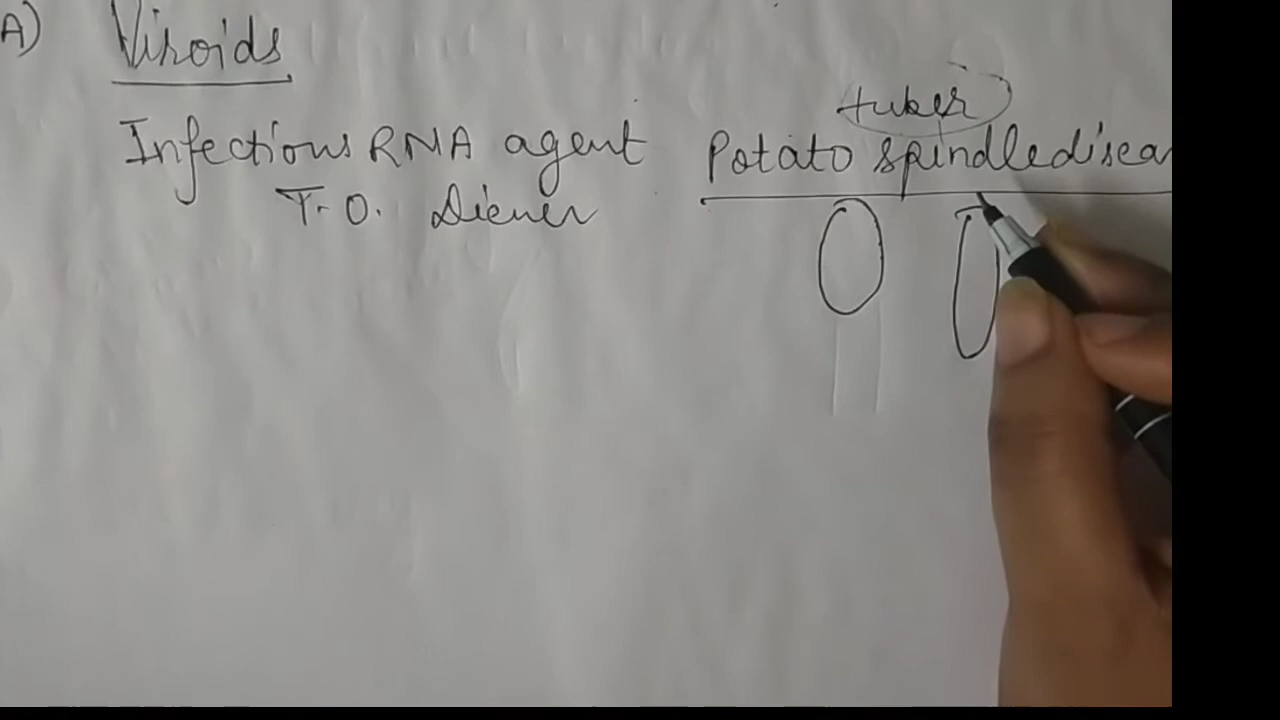 A) Viroids
tuber
Infectious RNA agent Potato spindle disea
T. O. Diener